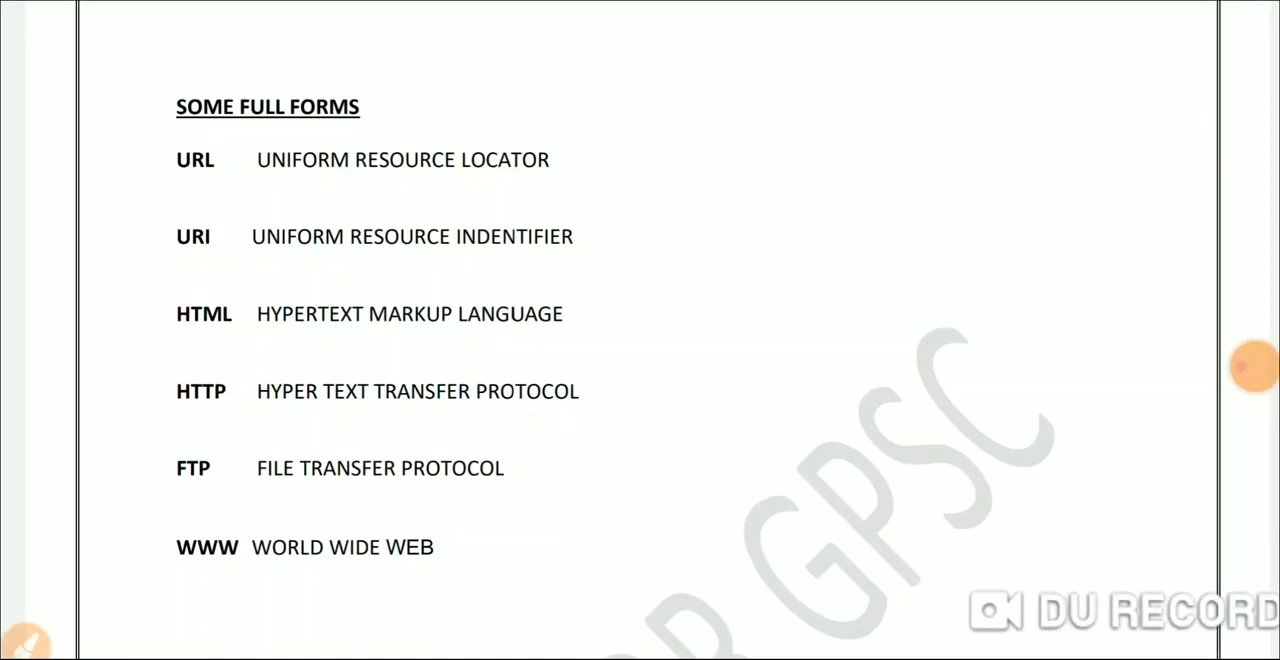 SOME FULL FORMS
URL UNIFORM RESOURCE LOCATOR
URI UNIFORM RESOURCE INDENTIFIER
HTML HYPERTEXT MARKUP LANGUAGE
HTTP HYPER TEXT TRANSFER PROTOCOL
FTP FILE TRANSFER PROTOCOL
WWW WORLD WIDE WEB
GPSC
DU RECORD